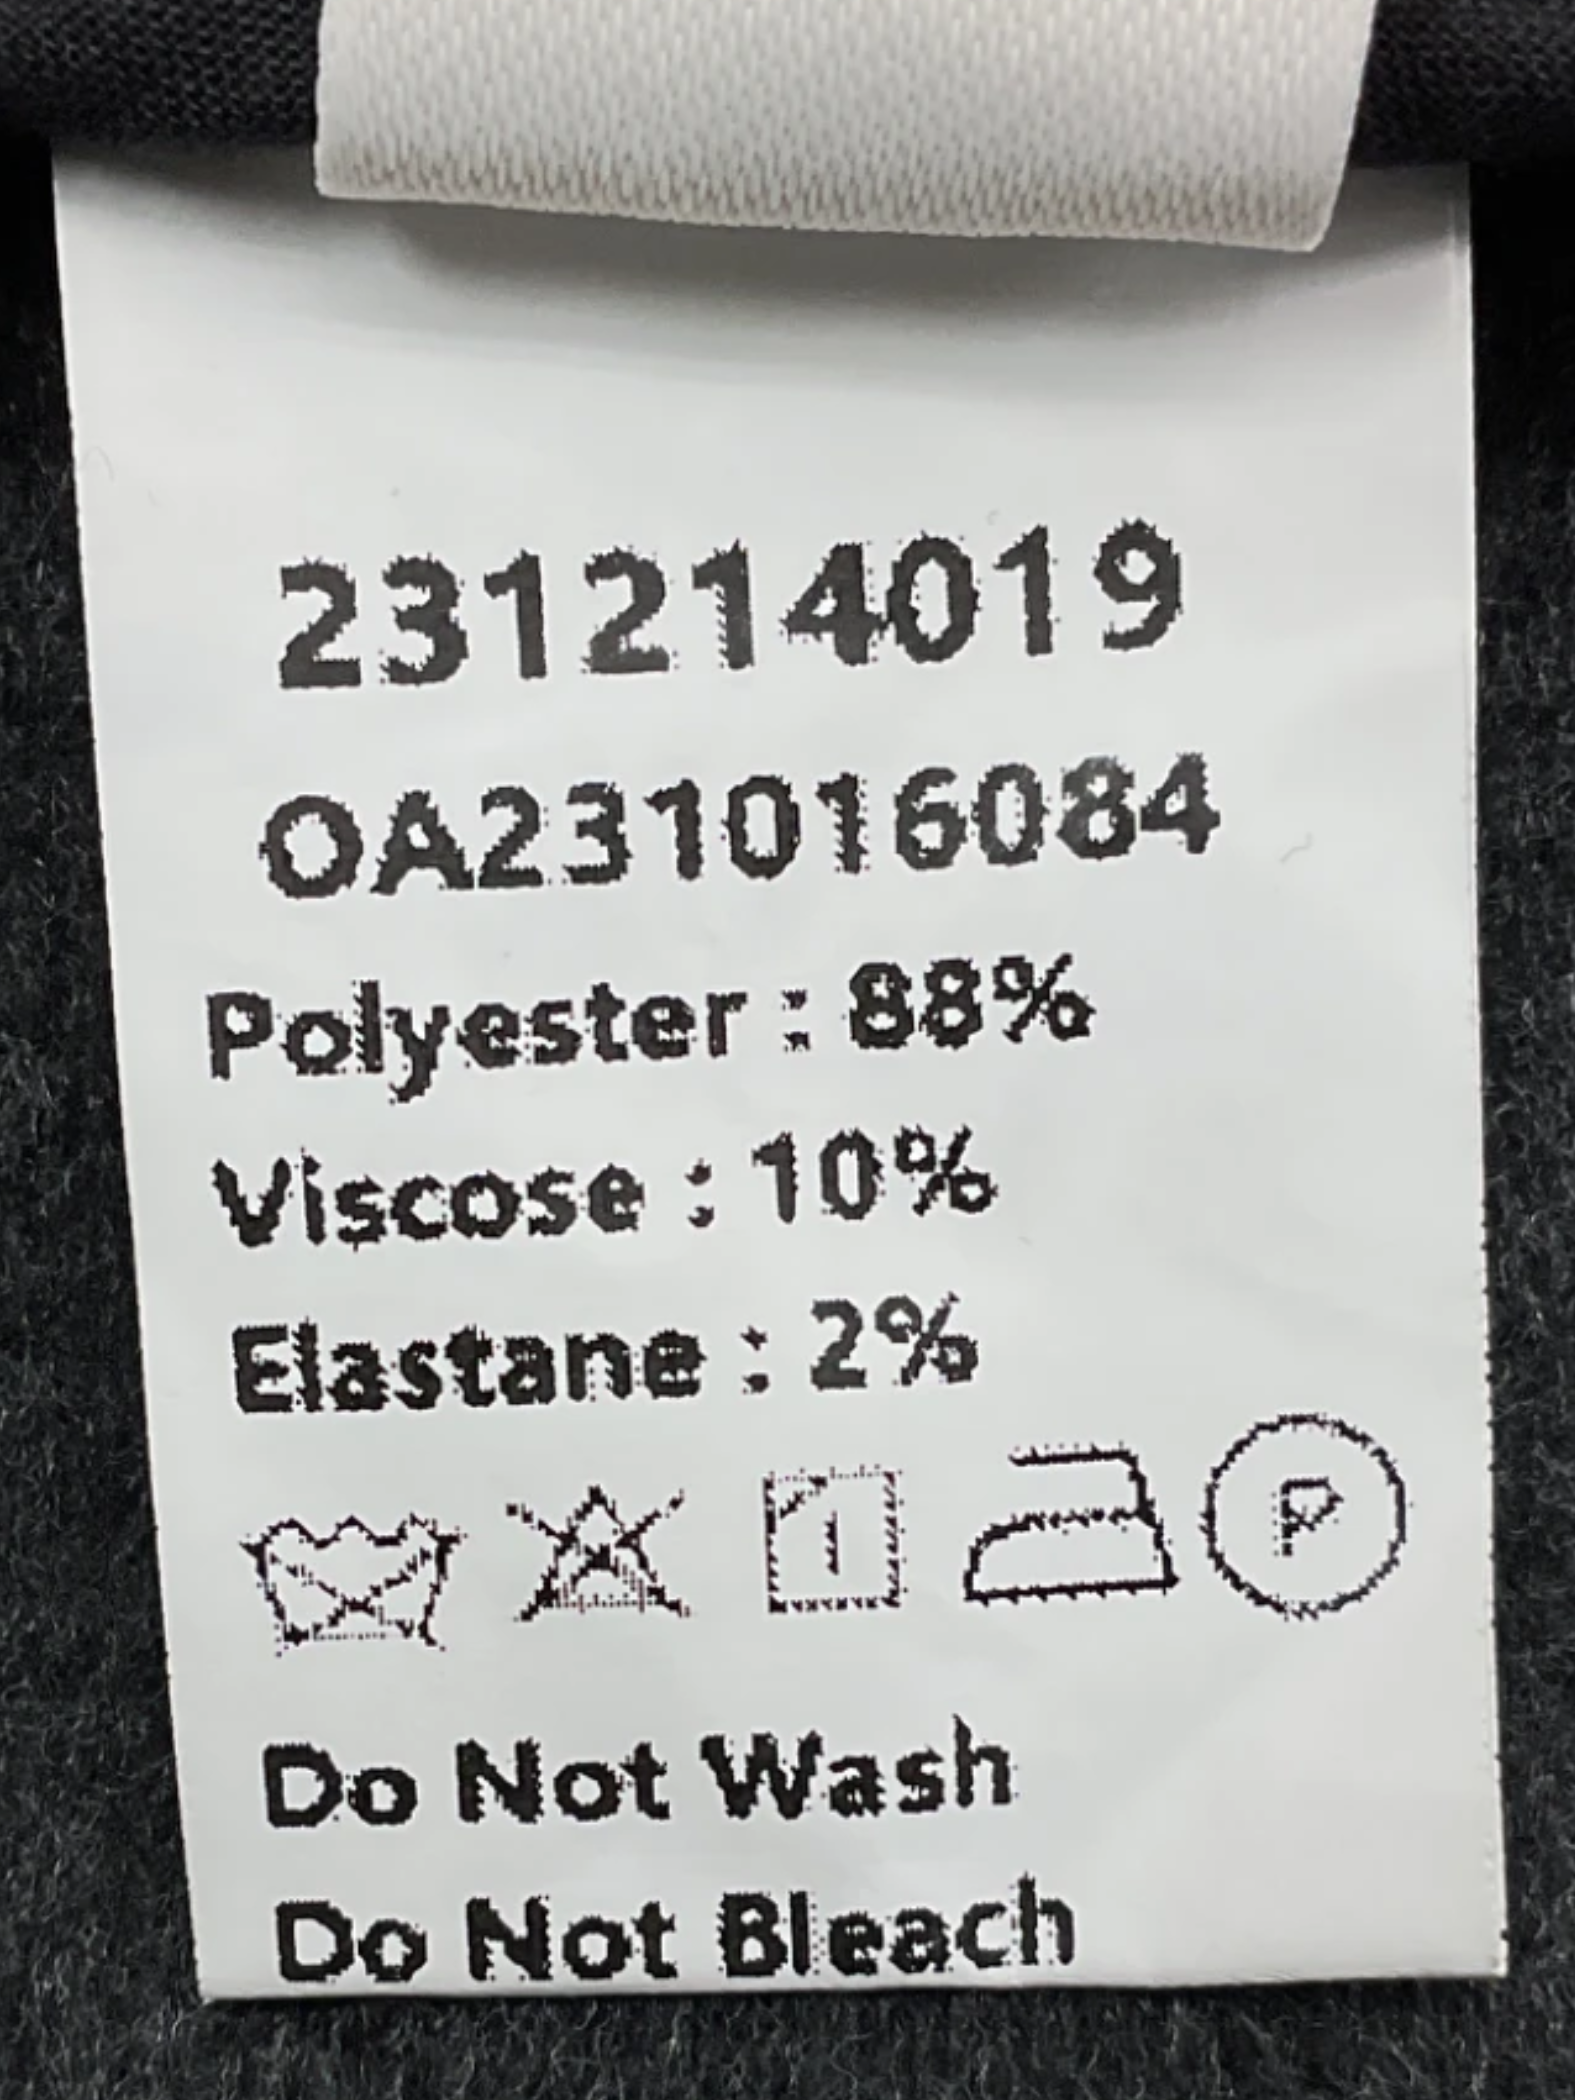 231214019
OA231016084
Polyester : 88%
Viscose : 10%
Elastane : 2%
P
Do Not Wash
Do Not Bleach